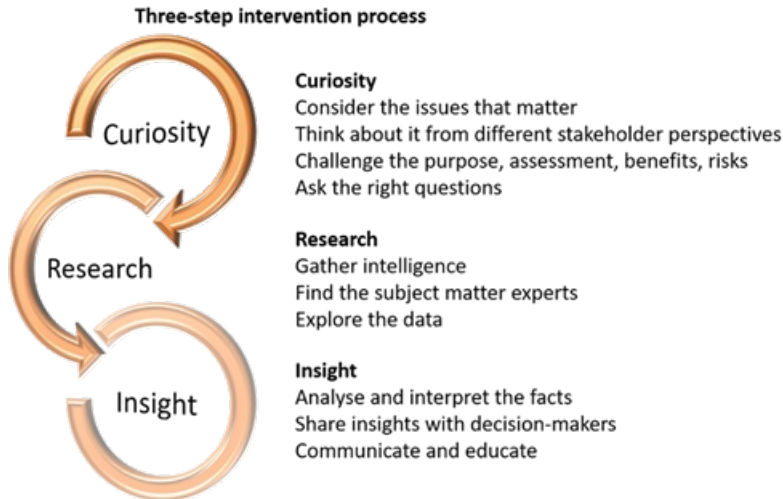 Three-step intervention process
Curiosity
Curiosity
Consider the issues that matter
Think about it from different stakeholder perspectives
Challenge the purpose, assessment, benefits, risks
Ask the right questions
Research
Research
Gather intelligence
Find the subject matter experts
Explore the data
Insight
Insight
Analyse and interpret the facts
Share insights with decision-makers
Communicate and educate